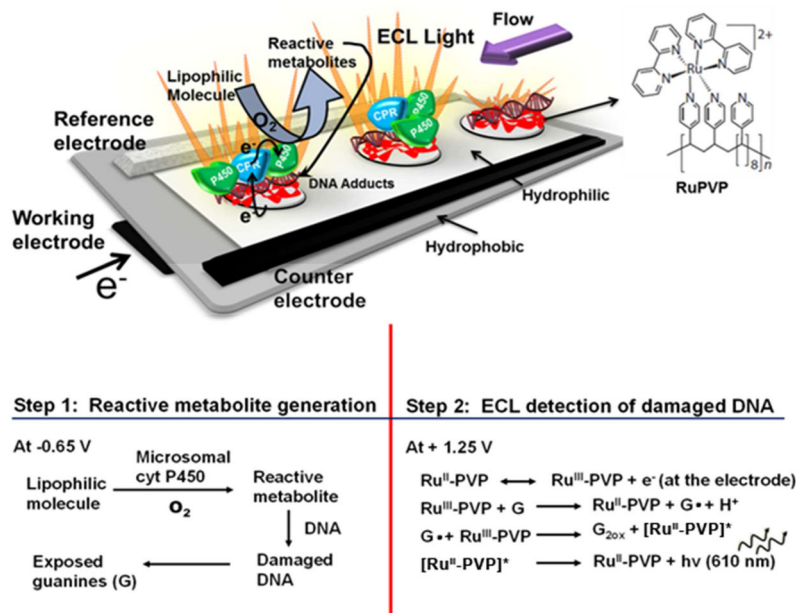 Reactive
metabolites
ECL Light
Flow
Lipophilic
Molecule
O₂
Reference
electrode
e-
CPR
P450
P450
CPR
P450
P450
DNA Adducts
e-
Working
electrode
e-
Counter
electrode
Hydrophilic
Hydrophobic
2+
N
N
N
N
Ru
N
N
N
8
n
RuPVP
Step 1: Reactive metabolite generation
At -0.65 V
Microsomal
cyt P450
Lipophilic
molecule
O₂
Reactive
metabolite
DNA
Exposed
guanines (G)
Damaged
DNA
Step 2: ECL detection of damaged DNA
At + 1.25 V
Ruᴵᴵ-PVP ↔ Ruᴵᴵᴵ-PVP + e- (at the electrode)
Ruᴵᴵᴵ-PVP + G → Ruᴵᴵ-PVP + G• + H⁺
G•+ Ruᴵᴵᴵ-PVP → G₂ₒₓ + [Ruᴵᴵ-PVP]*
[Ruᴵᴵ-PVP]* → Ruᴵᴵ-PVP + hν (610 nm)